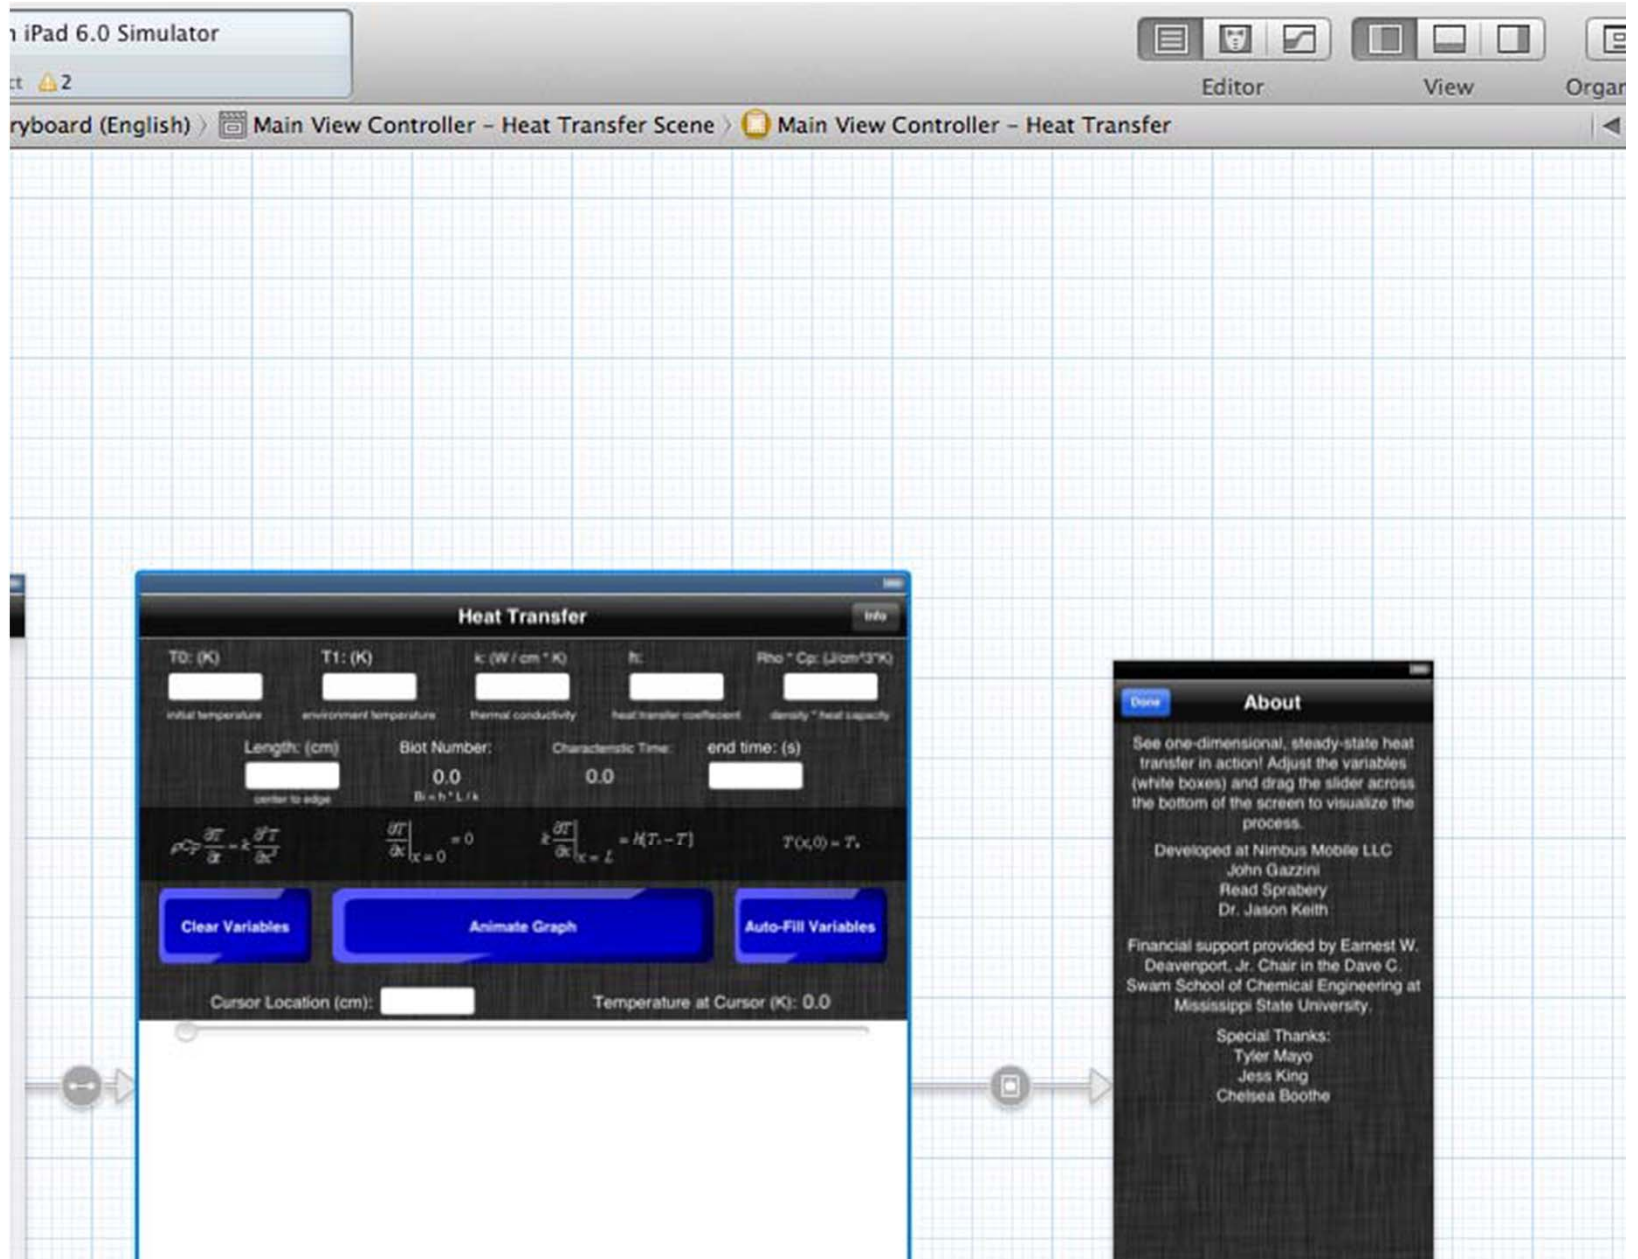 iPad 6.0 Simulator
ct 2
Editor
View
Organ
ryboard (English) Main View Controller – Heat Transfer Scene Main View Controller – Heat Transfer
Heat Transfer
Info
T0: (K)
T1: (K)
k: (W / cm * K)
h:
Rho * Cp: (J/cm^3*K)
initial temperature
environment temperature
thermal conductivity
heat transfer coeffecient
density * heat capacity
Length: (cm)
Biot Number:
Characteristic Time:
end time: (s)
0.0
0.0
center to edge
Bi = h * L / k
Clear Variables
Animate Graph
Auto-Fill Variables
Cursor Location (cm):
Temperature at Cursor (K): 0.0
Done
About
See one-dimensional, steady-state heat
transfer in action! Adjust the variables
(white boxes) and drag the slider across
the bottom of the screen to visualize the
process.
Developed at Nimbus Mobile LLC
John Gazzini
Read Sprabery
Dr. Jason Keith
Financial support provided by Earnest W.
Deavenport, Jr. Chair in the Dave C.
Swam School of Chemical Engineering at
Mississippi State University.
Special Thanks:
Tyler Mayo
Jess King
Chelsea Boothe